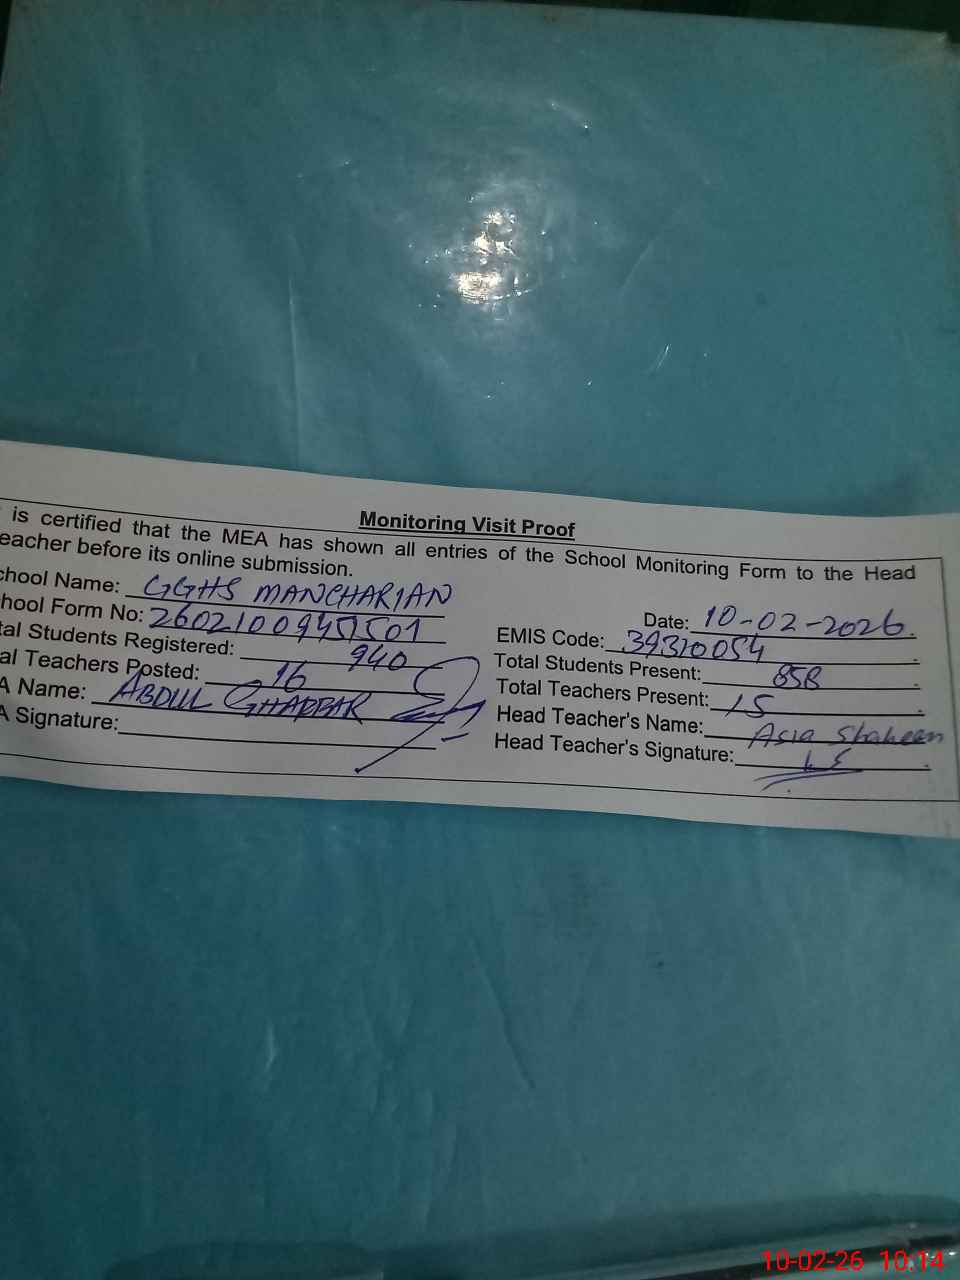 Monitoring Visit Proof
is certified that the MEA has shown all entries of the School Monitoring Form to the Head
eacher before its online submission.
chool Name: GGHS MANCHARIAN
Date: 10-02-2026.
hool Form No:
EMIS Code: 39310054
tal Students Registered: 940
Total Students Present: 858
al Teachers Posted: 16
Total Teachers Present: 15
A Name: ABDUL GHAFFAR
Head Teacher's Name: Asia Shaheen
A Signature:
Head Teacher's Signature:
10-02-26 10:14